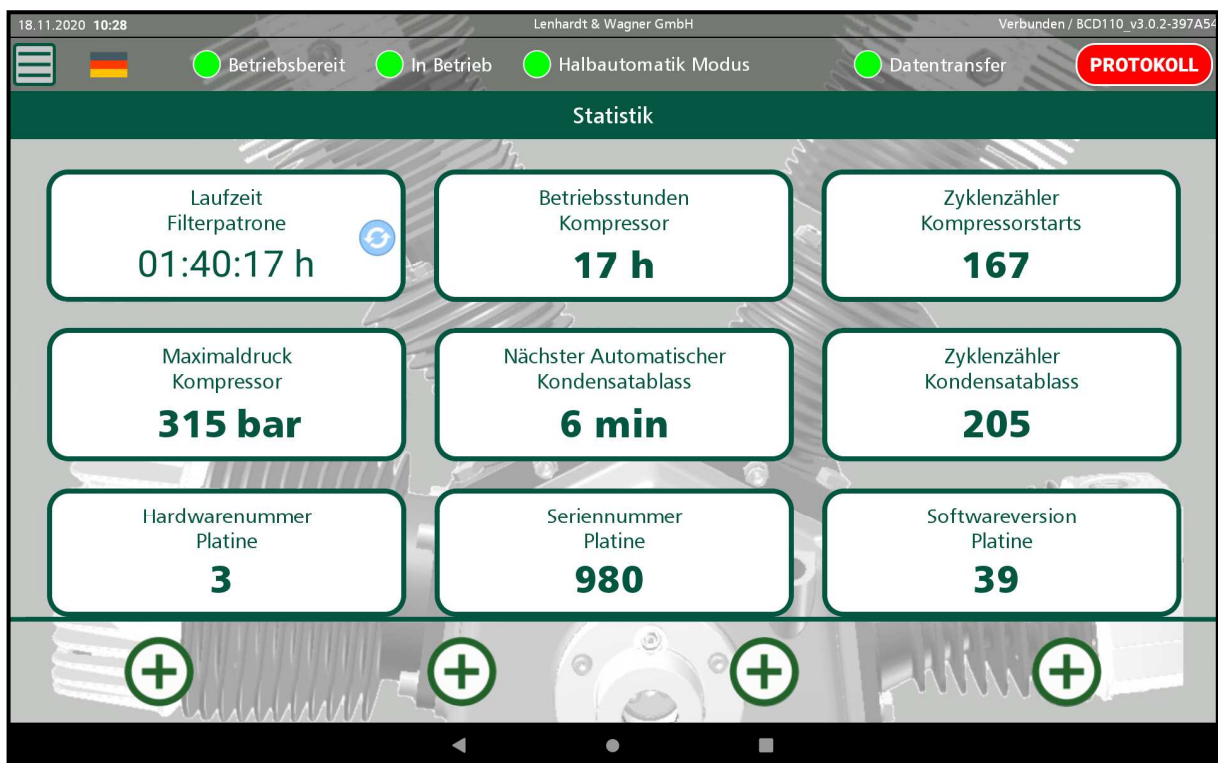 18.11.2020 10:28
Lenhardt & Wagner GmbH
Verbunden / BCD110_v3.0.2-397A54
Betriebsbereit
In Betrieb
Halbautomatik Modus
Datentransfer
PROTOKOLL
Statistik
Laufzeit
Filterpatrone
01:40:17 h
Betriebsstunden
Kompressor
17 h
Zyklenzähler
Kompressorstarts
167
Maximaldruck
Kompressor
315 bar
Nächster Automatischer
Kondensatablass
6 min
Zyklenzähler
Kondensatablass
205
Hardwarenummer
Platine
3
Seriennummer
Platine
980
Softwareversion
Platine
39